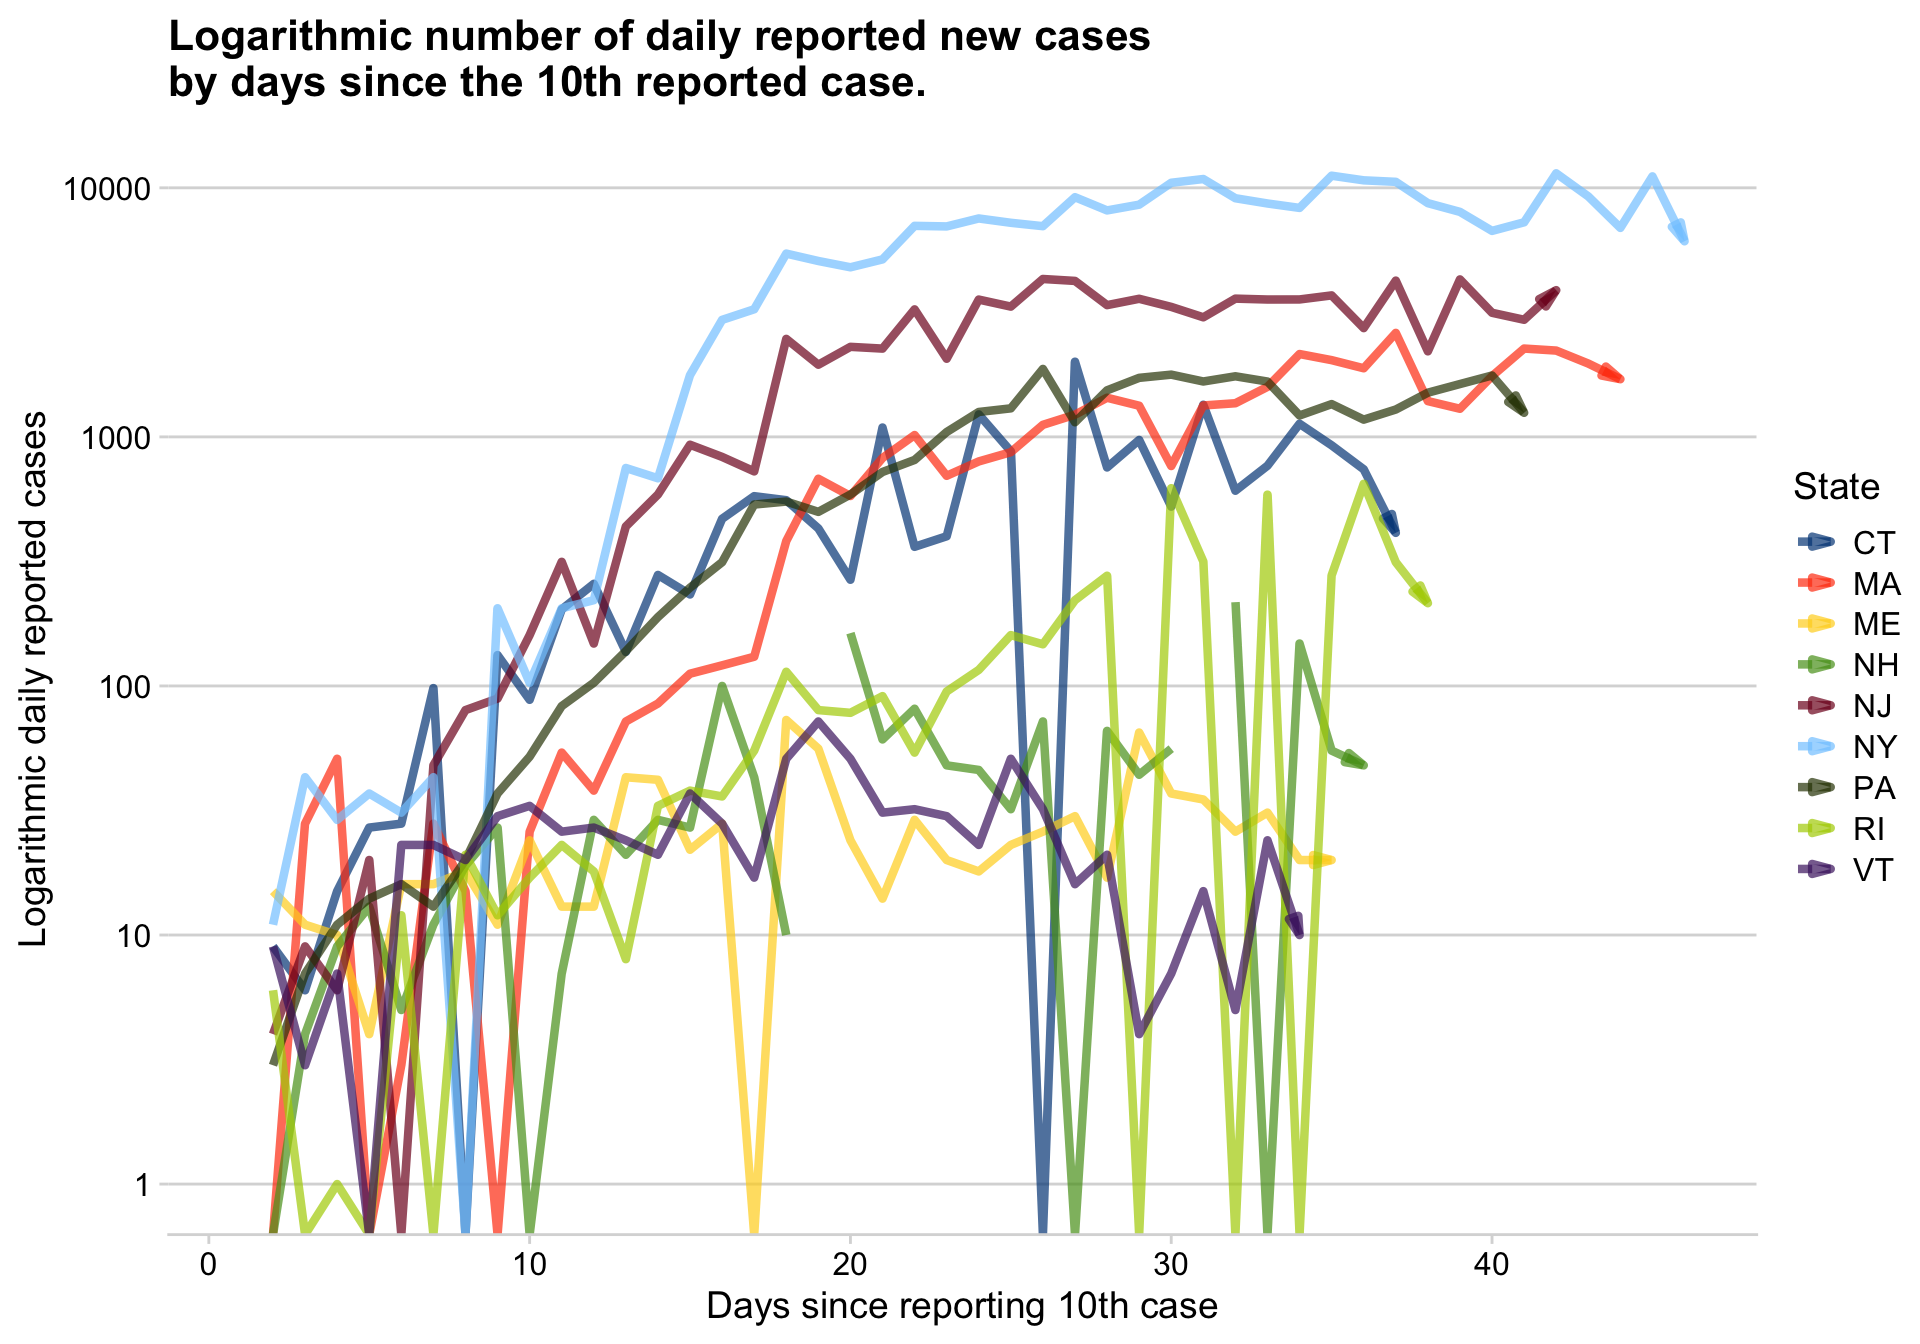 Logarithmic number of daily reported new cases
by days since the 10th reported case.
Logarithmic daily reported cases
10000
1000
100
10
1
0
10
20
30
40
Days since reporting 10th case
State
CT
MA
ME
NH
NJ
NY
PA
RI
VT